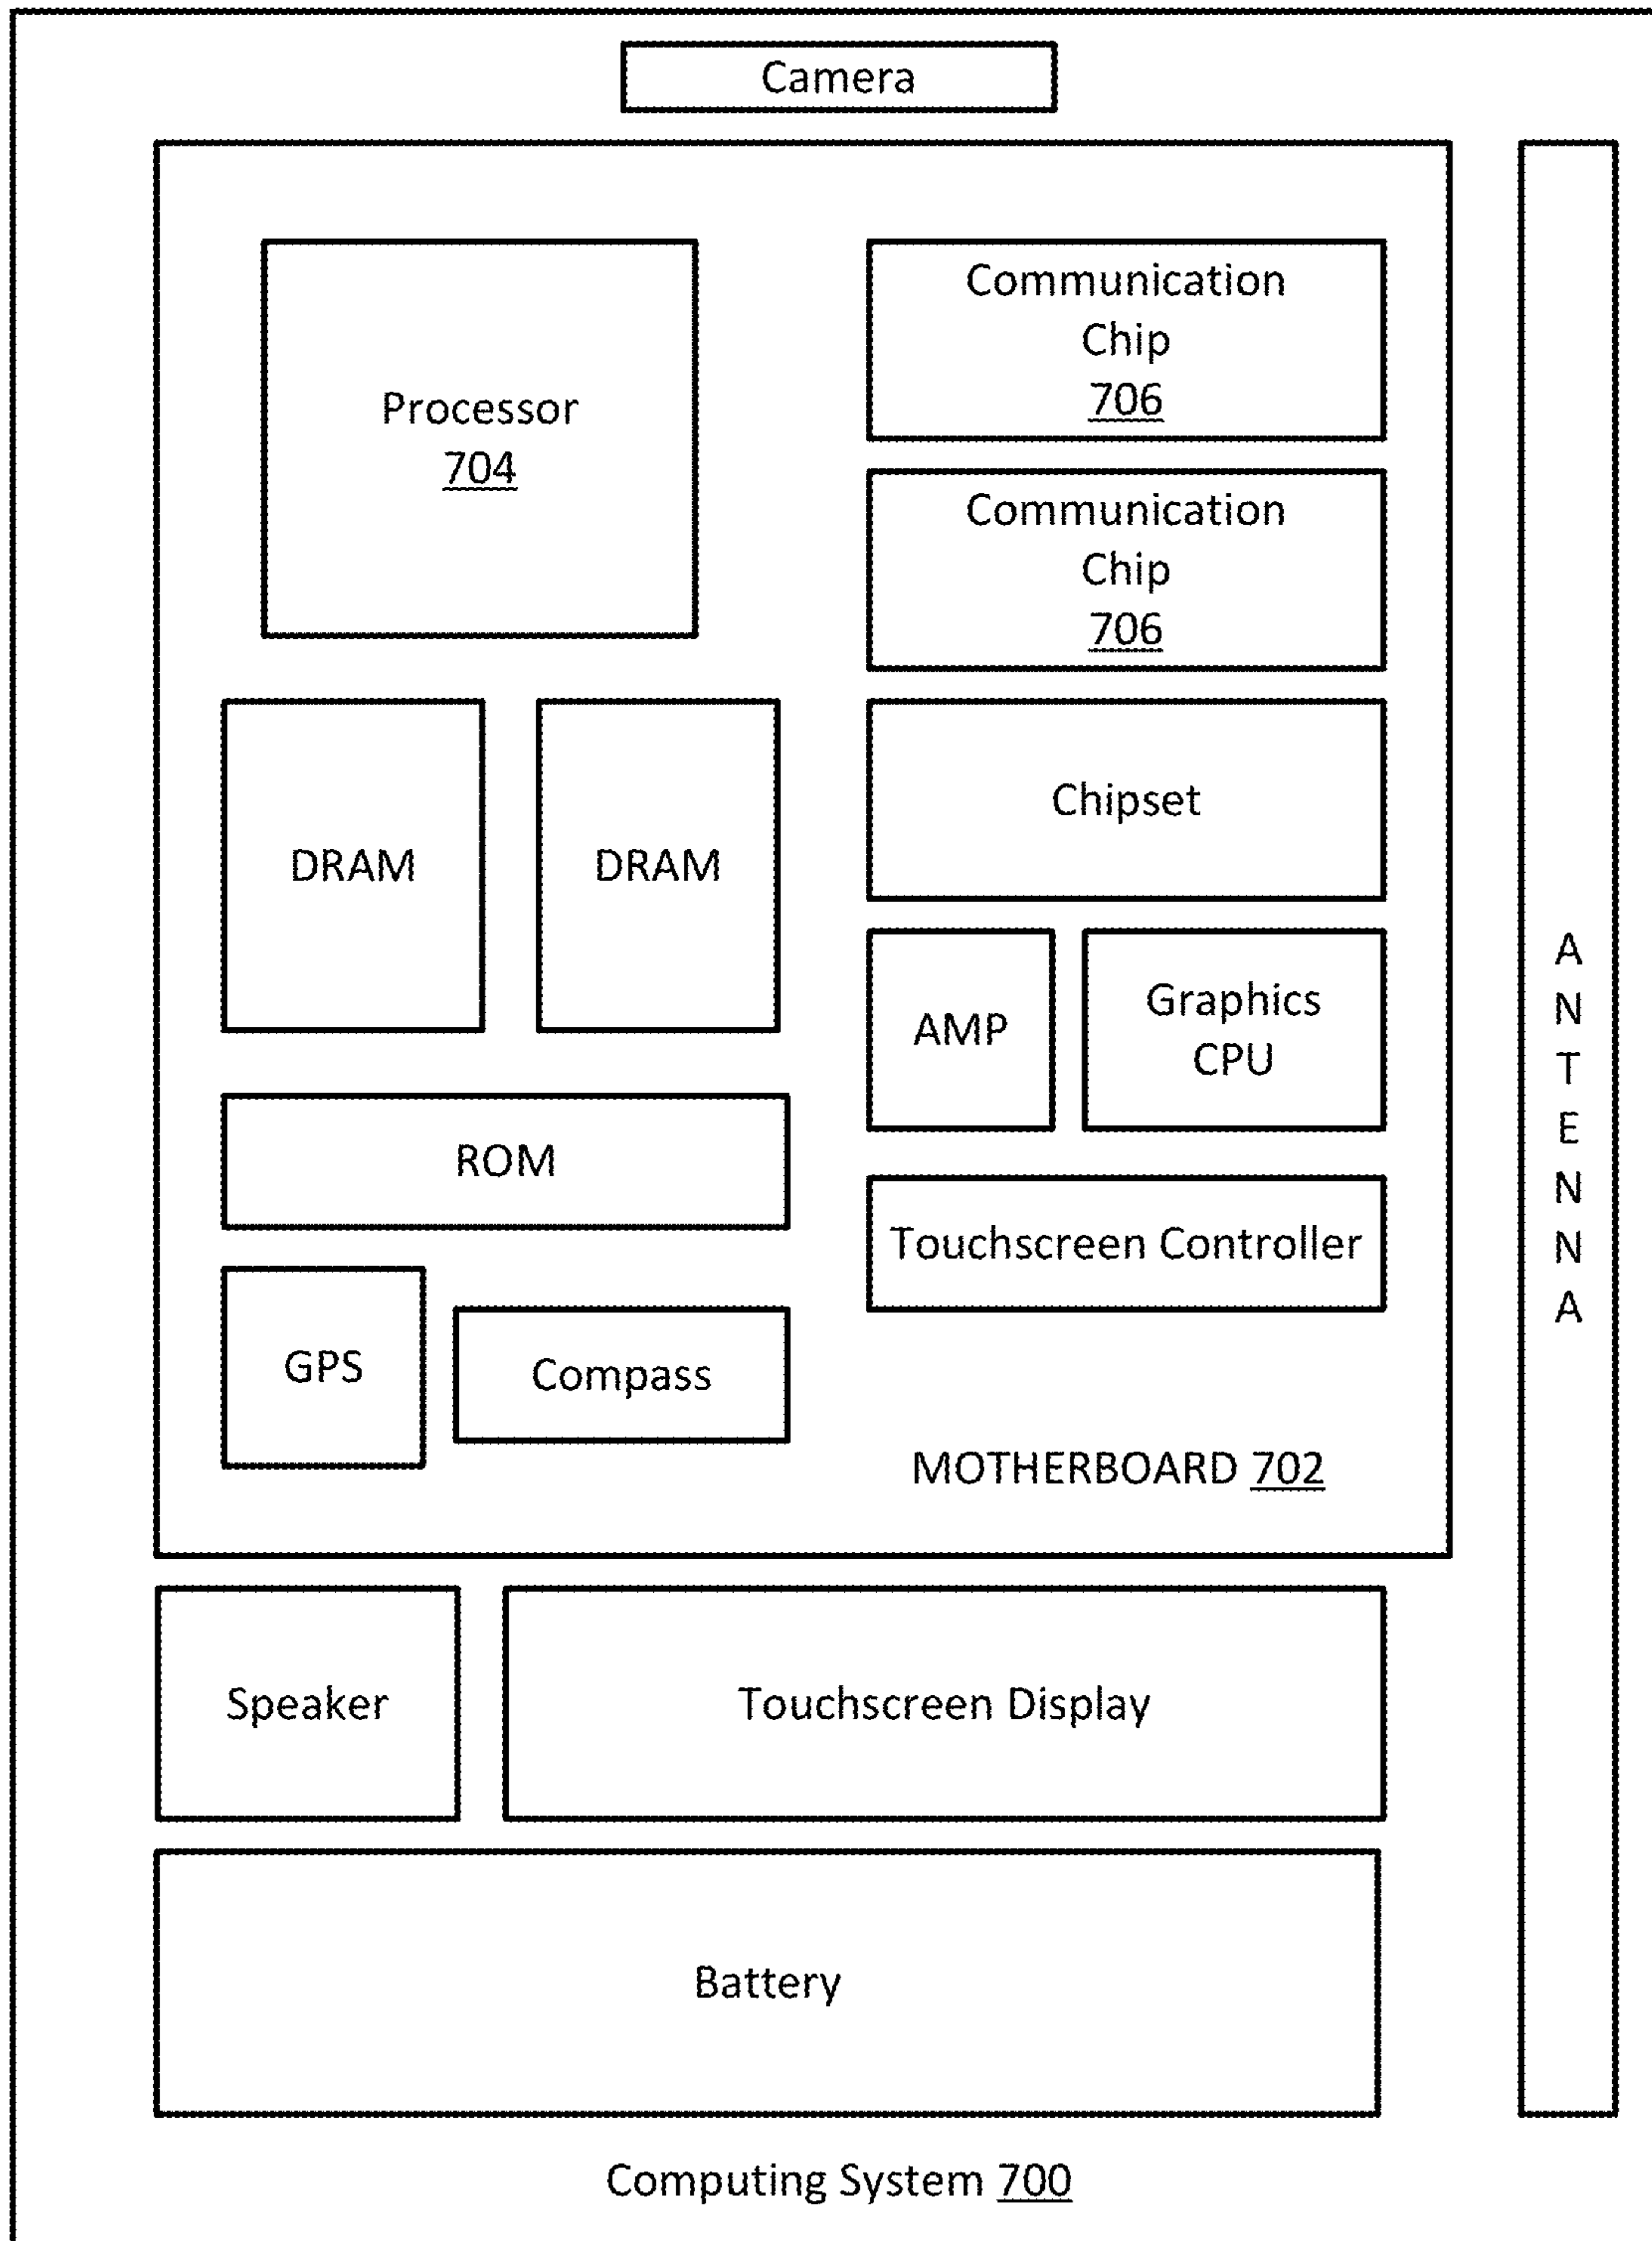 Camera
Processor
704
Communication
Chip
706
Communication
Chip
706
DRAM
DRAM
Chipset
AMP
Graphics
CPU
ROM
Touchscreen Controller
GPS
Compass
MOTHERBOARD 702
ANTENNA
Speaker
Touchscreen Display
Battery
Computing System 700